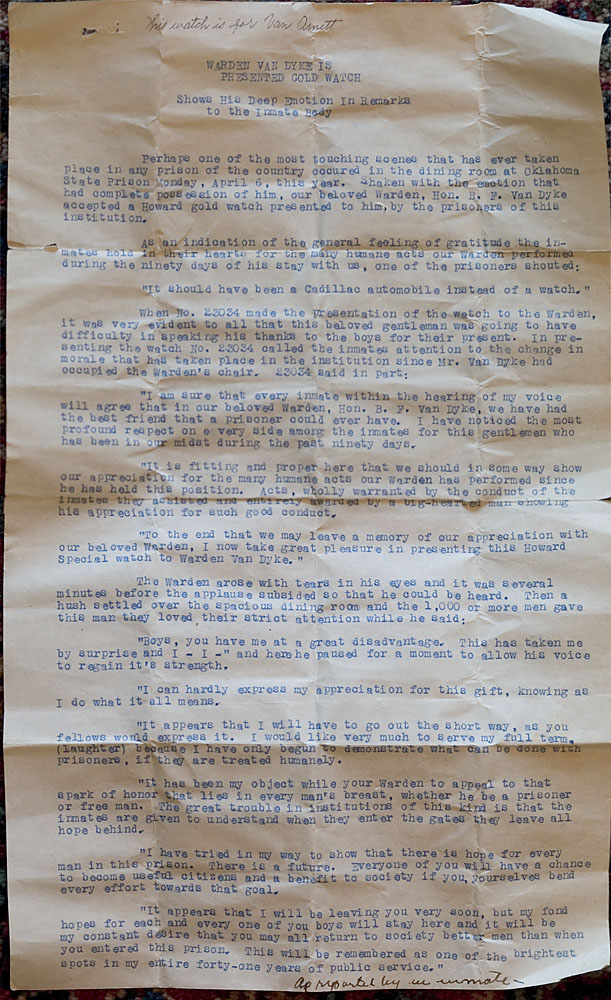 This watch is for Van Arnett
WARDEN VAN DYKE IS
PRESENTED GOLD WATCH
Shows His Deep Emotion In Remarks
to the Inmate Body
Perhaps one of the most touching scenes that has ever taken
place in any prison of the country occured in the dining room at Oklahoma
State Prison Monday, April 6, this year. Shaken with the emotion that
had complete possession of him, our beloved Warden, Hon. B. F. Van Dyke
accepted a Howard gold watch presented to him, by the prisoners of this
institution.
As an indication of the general feeling of gratitude the in-
mates hold in their hearts for the many humane acts our Warden performed
during the ninety days of his stay with us, one of the prisoners shouted:
"It should have been a Cadillac automobile instead of a watch."
When No. 23034 made the presentation of the watch to the Warden,
it was very evident to all that this beloved gentleman was going to have
difficulty in speaking his thanks to the boys for their present. In pre-
senting the watch No. 23034 called the inmates attention to the change in
morale that has taken place in the institution since Mr. Van Dyke had
occupied the Warden's chair. 23034 said in part:
"I am sure that every inmate within the hearing of my voice
will agree that in our beloved Warden, Hon. B. F. Van Dyke, we have had
the best friend that a prisoner could ever have. I have noticed the most
profound respect on every side among the inmates for this gentlemen who
has been in our midst during the past ninety days.
"It is fitting and proper here that we should in some way show
our appreciation for the many humane acts our Warden has performed since
he has held this position. Acts, wholly warranted by the conduct of the
inmates they assisted and entirely awarded by a big-hearted man showing
his appreciation for such good conduct.
"To the end that we may leave a memory of our appreciation with
our beloved Warden, I now take great pleasure in presenting this Howard
Special watch to Warden Van Dyke."
The Warden arose with tears in his eyes and it was several
minutes before the applause subsided so that he could be heard. Then a
hush settled over the spacious dining room and the 1,000 or more men gave
this man they loved, their strict attention while he said:
"Boys, you have me at a great disadvantage. This has taken me
by surprise and I - I -" and here he paused for a moment to allow his voice
to regain it's strength.
"I can hardly express my appreciation for this gift, knowing as
I do what it all means.
"It appears that I will have to go out the short way, as you
fellows would express it. I would like very much to serve my full term,
(laughter) because I have only begun to demonstrate what can be done with
prisoners, if they are treated humanely.
"It has been my object while your Warden to appeal to that
spark of honor that lies in every man's breast, whether he be a prisoner
or free man. The great trouble in institutions of this kind is that the
inmates are given to understand when they enter the gates they leave all
hope behind.
"I have tried in my way to show that there is hope for every
man in this prison. There is a future. Everyone of you will have a chance
to become useful citizens and a benefit to society if you, yourselves bend
every effort towards that goal.
"It appears that I will be leaving you very soon, but my fond
hopes for each and every one of you boys will stay here and it will be
my constant desire that you may all return to society better men than when
you entered this prison. This will be remembered as one of the brightest
spots in my entire forty-one years of public service."
as reported by an inmate